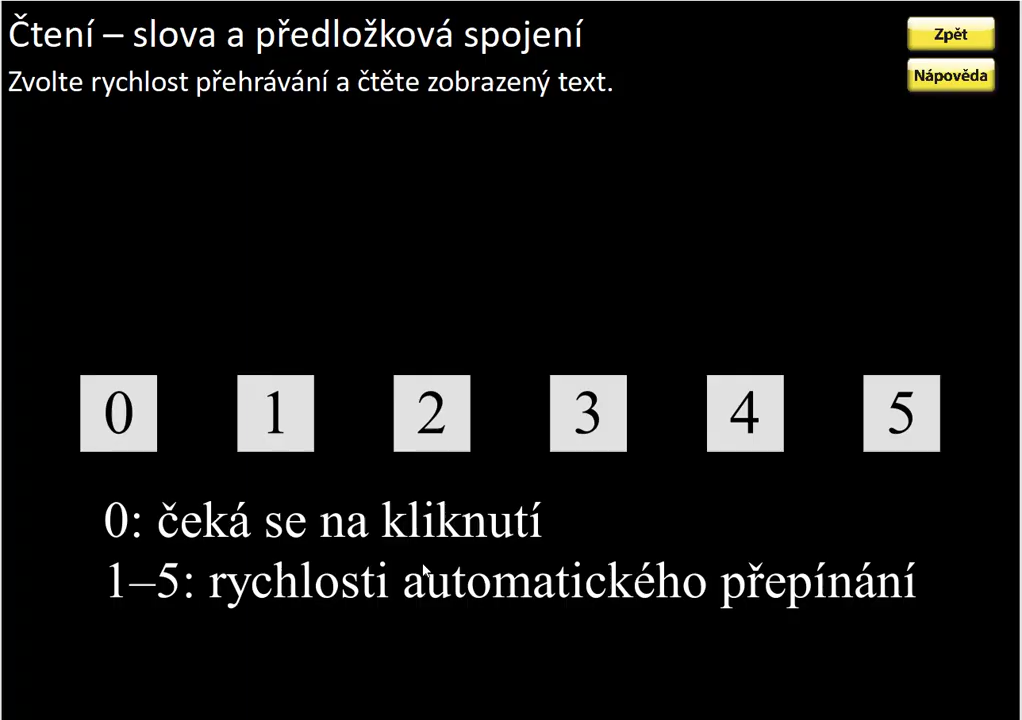 Čtení – slova a předložková spojení
Zpět
Zvolte rychlost přehrávání a čtěte zobrazený text.
Nápověda
0 1 2 3 4 5
0: čeká se na kliknutí
1–5: rychlosti automatického přepínání